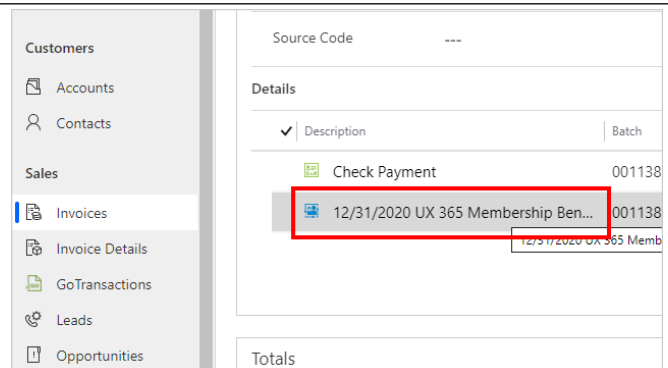 Customers
Accounts
Contacts
Sales
Invoices
Invoice Details
GoTransactions
Leads
Opportunities
Source Code ---
Details
Description Batch
Check Payment 001138
12/31/2020 UX 365 Membership Ben... 001138
12/31/2020 UX 365 Memb
Totals